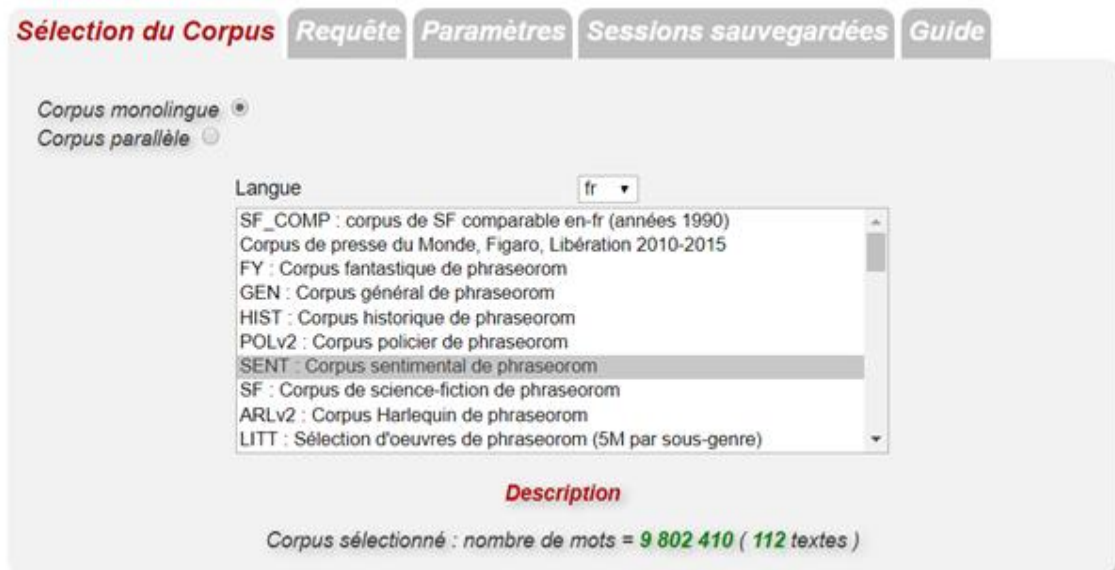 Sélection du Corpus Requête Paramètres Sessions sauvegardées Guide
Corpus monolingue
Corpus parallèle
Langue fr
SF_COMP : corpus de SF comparable en-fr (années 1990)
Corpus de presse du Monde, Figaro, Libération 2010-2015
FY : Corpus fantastique de phraseorom
GEN : Corpus général de phraseorom
HIST : Corpus historique de phraseorom
POLv2 : Corpus policier de phraseorom
SENT : Corpus sentimental de phraseorom
SF : Corpus de science-fiction de phraseorom
ARLv2 : Corpus Harlequin de phraseorom
LITT : Sélection d'oeuvres de phraseorom (5M par sous-genre)
Description
Corpus sélectionné : nombre de mots = 9 802 410 ( 112 textes )